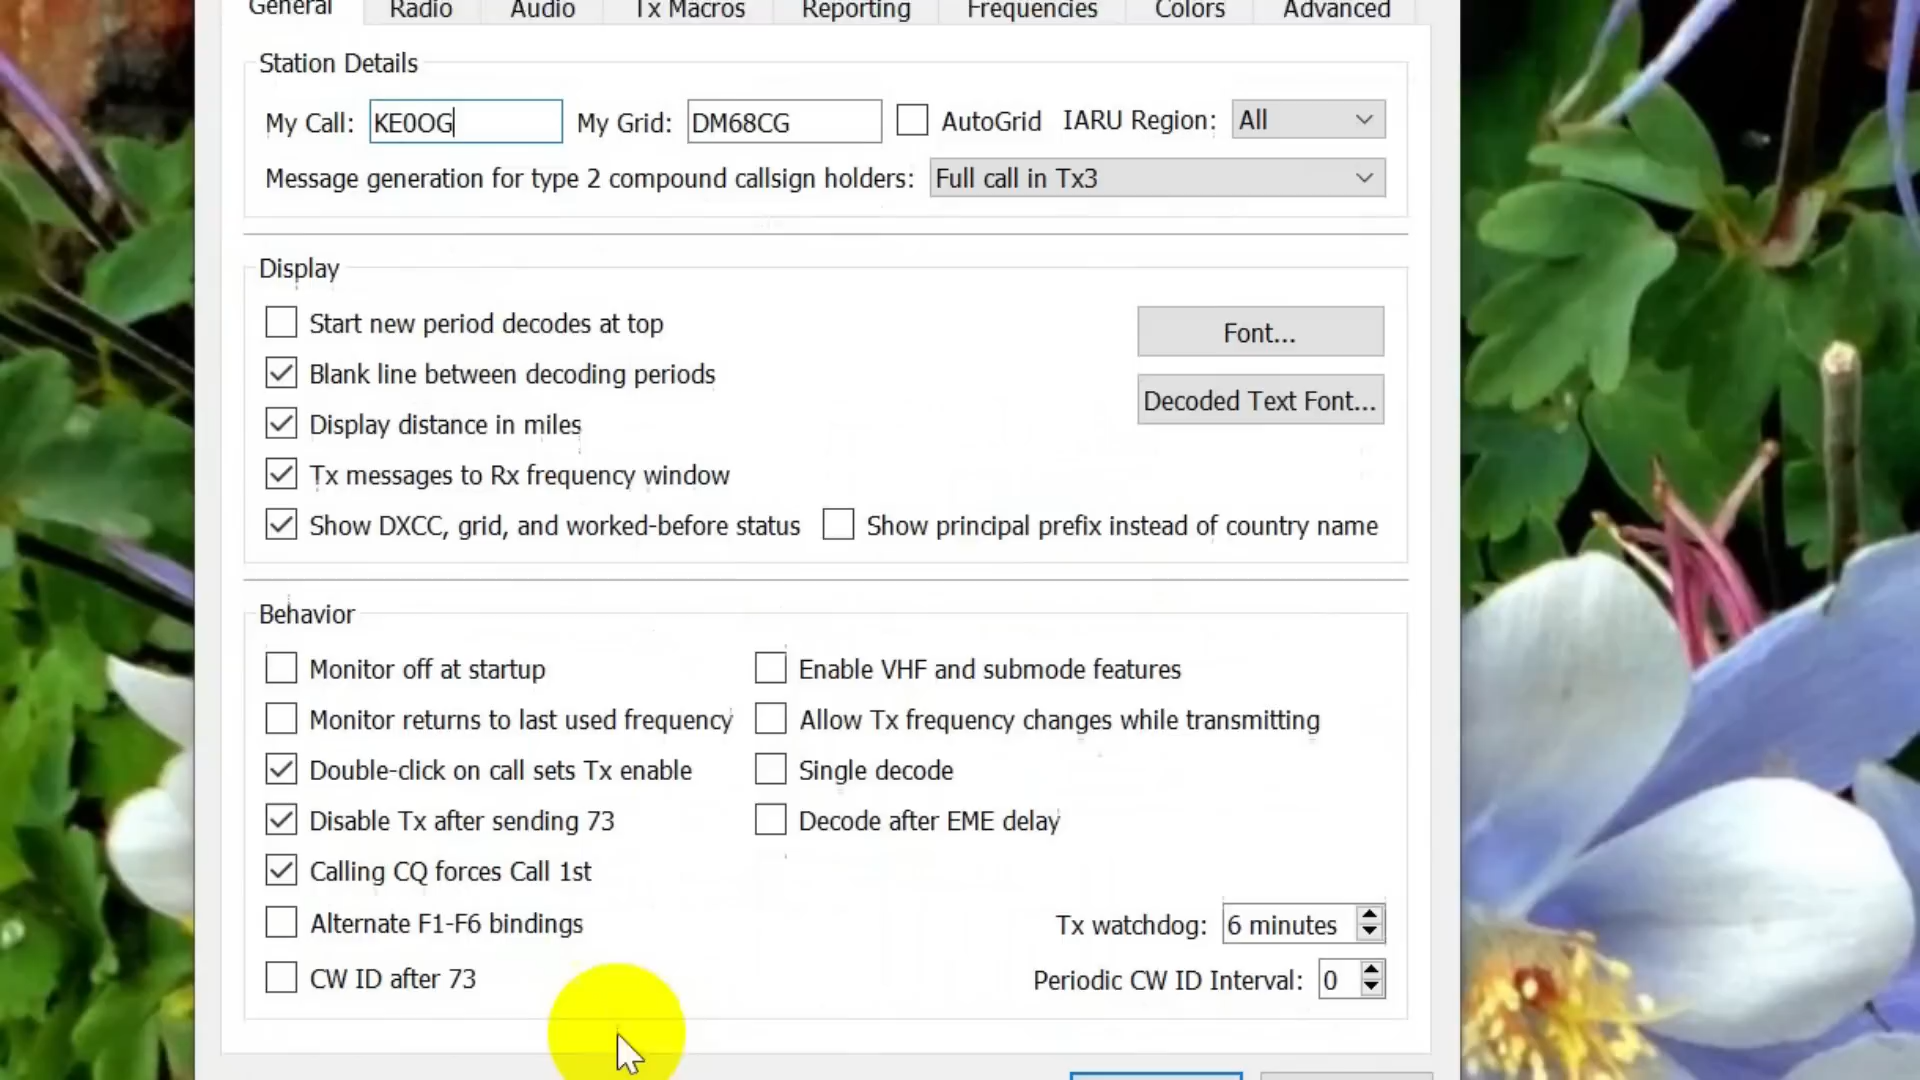 General Radio Audio Tx Macros Reporting Frequencies Colors Advanced
Station Details
My Call: KE0OG My Grid: DM68CG AutoGrid IARU Region: All
Message generation for type 2 compound callsign holders: Full call in Tx3
Display
Start new period decodes at top Font...
Blank line between decoding periods
Decoded Text Font...
Display distance in miles
Tx messages to Rx frequency window
Show DXCC, grid, and worked-before status Show principal prefix instead of country name
Behavior
Monitor off at startup Enable VHF and submode features
Monitor returns to last used frequency Allow Tx frequency changes while transmitting
Double-click on call sets Tx enable Single decode
Disable Tx after sending 73 Decode after EME delay
Calling CQ forces Call 1st
Alternate F1-F6 bindings Tx watchdog: 6 minutes
CW ID after 73 Periodic CW ID Interval: 0